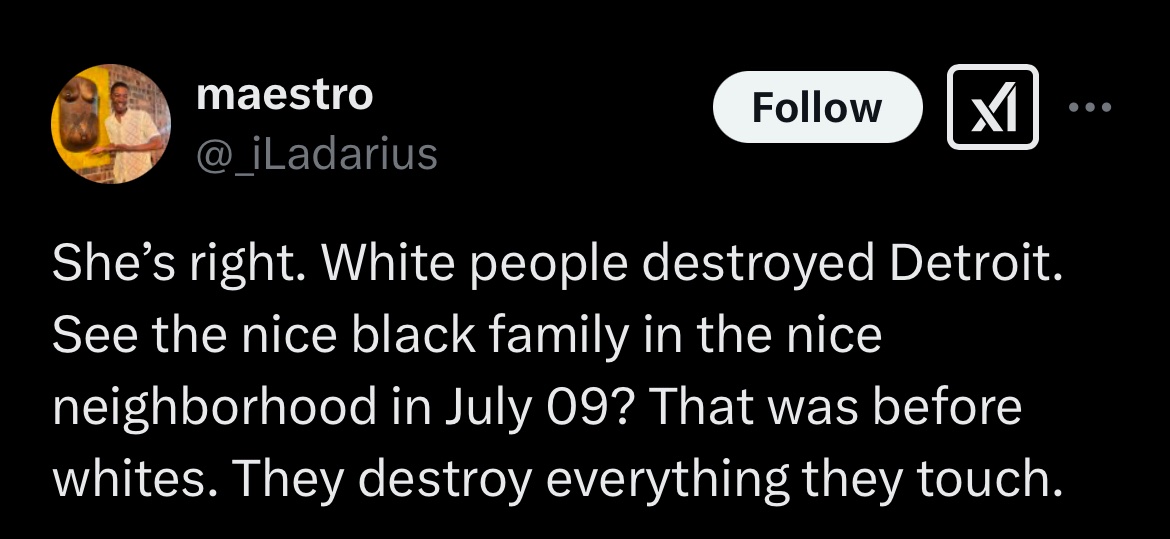 maestro
@_iLadarius
Follow
She’s right. White people destroyed Detroit.
See the nice black family in the nice
neighborhood in July 09? That was before
whites. They destroy everything they touch.